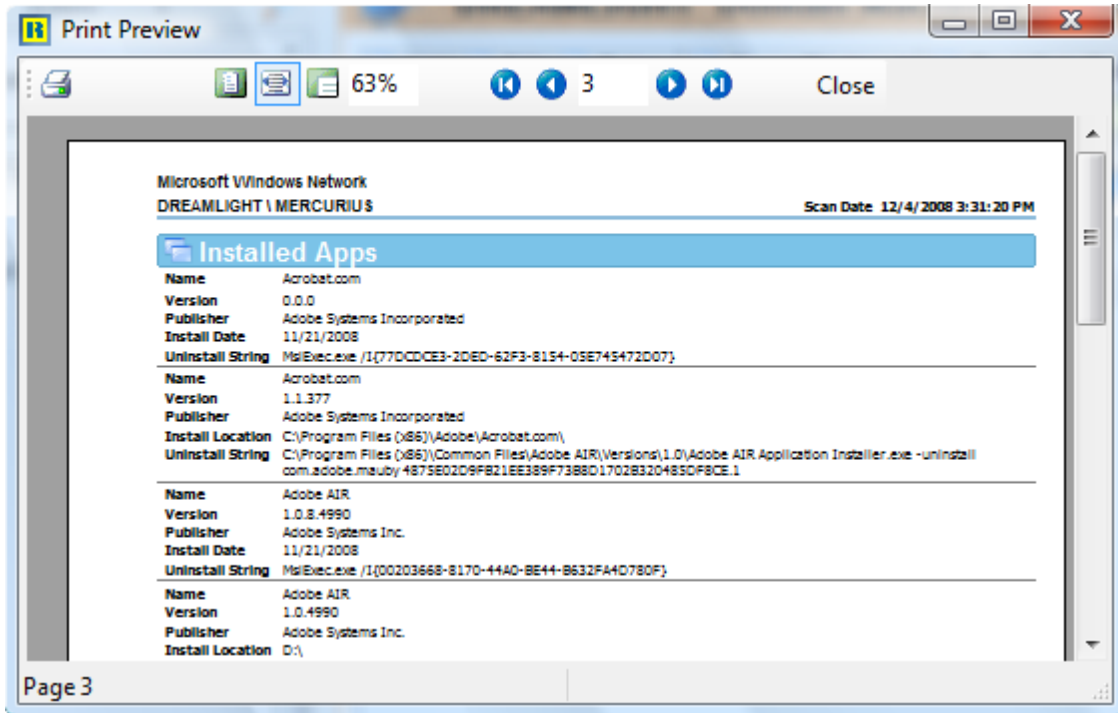 Print Preview
63% 3 Close
Microsoft Windows Network
DREAMLIGHT \ MERCURIUS Scan Date 12/4/2008 3:31:20 PM
Installed Apps
Name Acrobat.com
Version 0.0.0
Publisher Adobe Systems Incorporated
Install Date 11/21/2008
Uninstall String MsiExec.exe /I{77DCDCE3-2DED-62F3-8154-05E745472D07}
Name Acrobat.com
Version 1.1.377
Publisher Adobe Systems Incorporated
Install Location C:\Program Files (x86)\Adobe\Acrobat.com\
Uninstall String C:\Program Files (x86)\Common Files\Adobe AIR\Versions\1.0\Adobe AIR Application Installer.exe -uninstall
com.adobe.mauby 4875E02D9FB21EE389F73B8D1702B320485DF8CE.1
Name Adobe AIR
Version 1.0.8.4990
Publisher Adobe Systems Inc.
Install Date 11/21/2008
Uninstall String MsiExec.exe /I{00203668-8170-44A0-BE44-B632FA4D780F}
Name Adobe AIR
Version 1.0.4990
Publisher Adobe Systems Inc.
Install Location D:\
Page 3